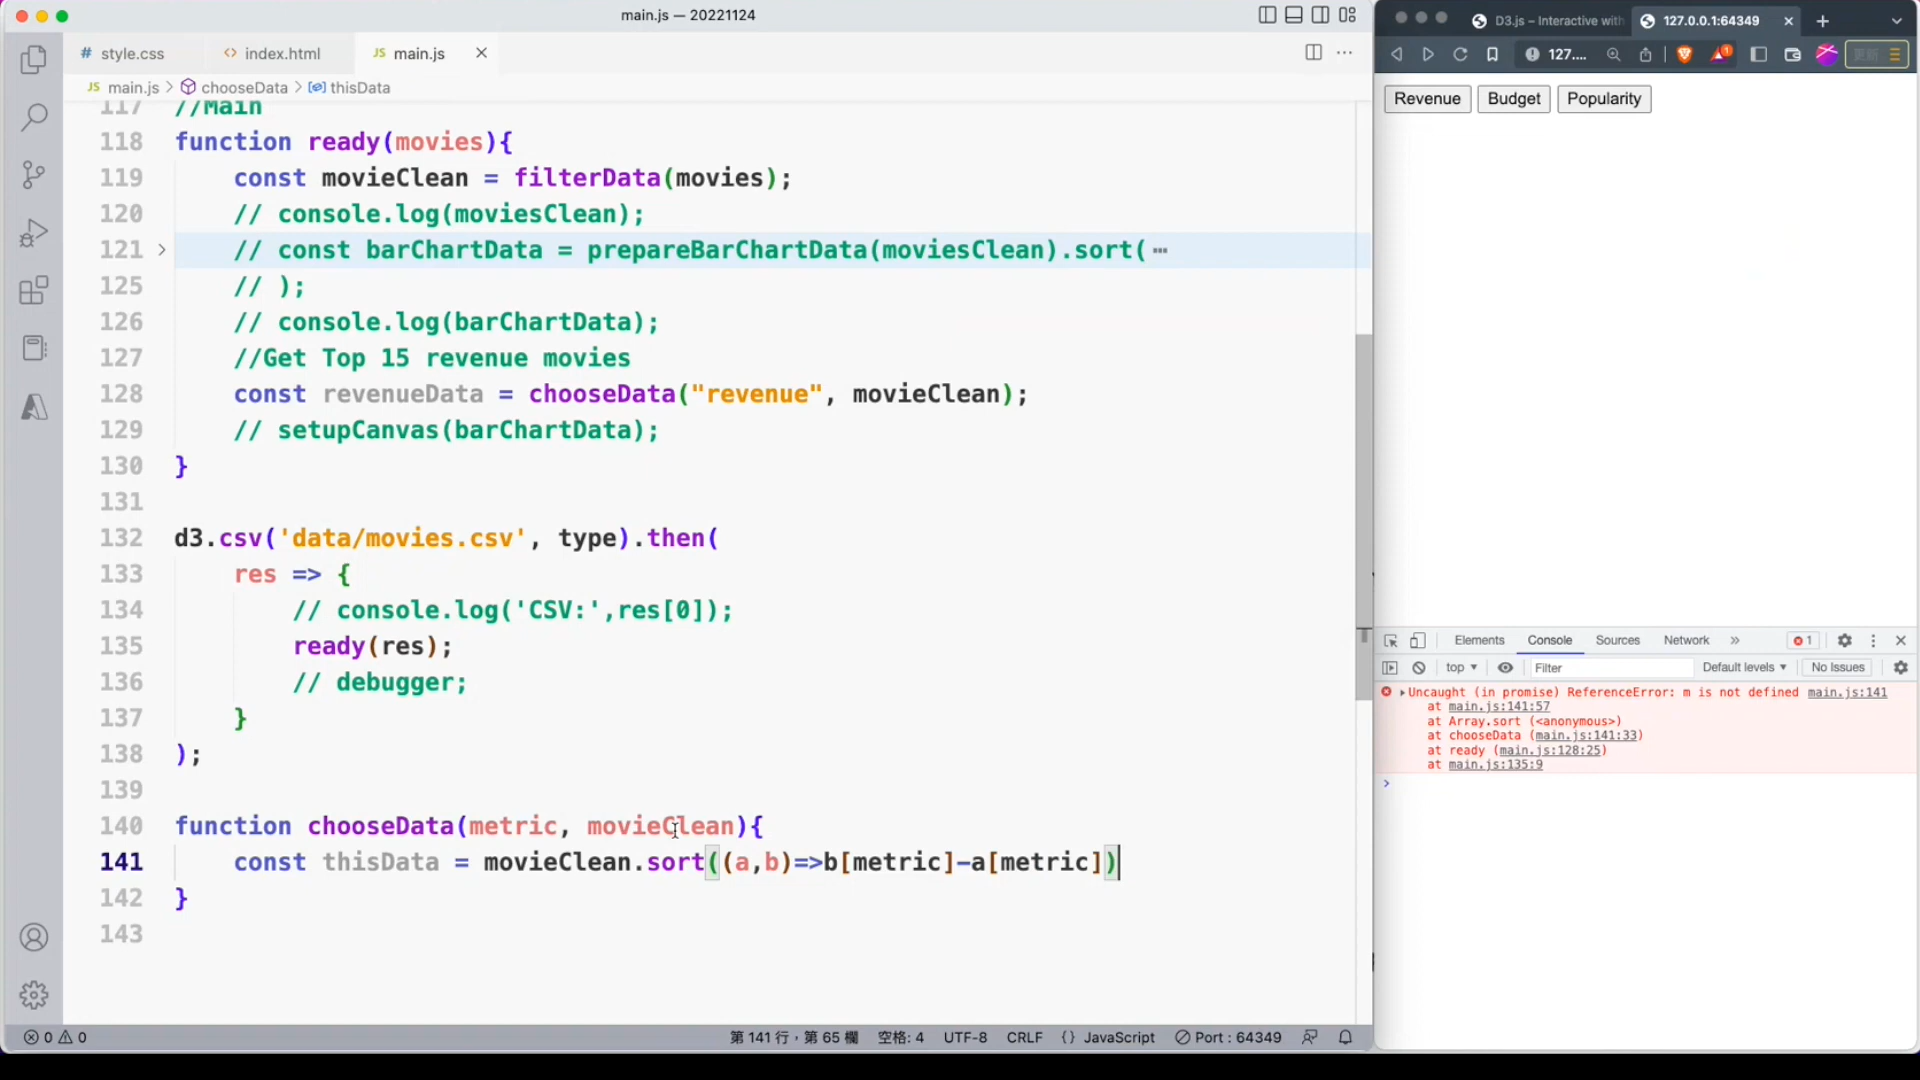 main.js — 20221124
# style.css
<> index.html
JS main.js
JS main.js > chooseData > thisData
117 //Main
118 function ready(movies){
119 const movieClean = filterData(movies);
120 // console.log(moviesClean);
121 // const barChartData = prepareBarChartData(moviesClean).sort(⋯
125 // );
126 // console.log(barChartData);
127 //Get Top 15 revenue movies
128 const revenueData = chooseData("revenue", movieClean);
129 // setupCanvas(barChartData);
130 }
131
132 d3.csv('data/movies.csv', type).then(
133 res => {
134 // console.log('CSV:',res[0]);
135 ready(res);
136 // debugger;
137 }
138 );
139
140 function chooseData(metric, movieClean){
141 const thisData = movieClean.sort((a,b)=>b[metric]-a[metric])
142 }
143
0 0
第 141 行，第 65 欄
空格: 4
UTF-8
CRLF
{} JavaScript
Port : 64349
D3.js – Interactive with
127.0.0.1:64349
127....
1
更新
Revenue
Budget
Popularity
Elements
Console
Sources
Network
»
1
top
Filter
Default levels
No Issues
Uncaught (in promise) ReferenceError: m is not defined main.js:141
at main.js:141:57
at Array.sort (<anonymous>)
at chooseData (main.js:141:33)
at ready (main.js:128:25)
at main.js:135:9
>